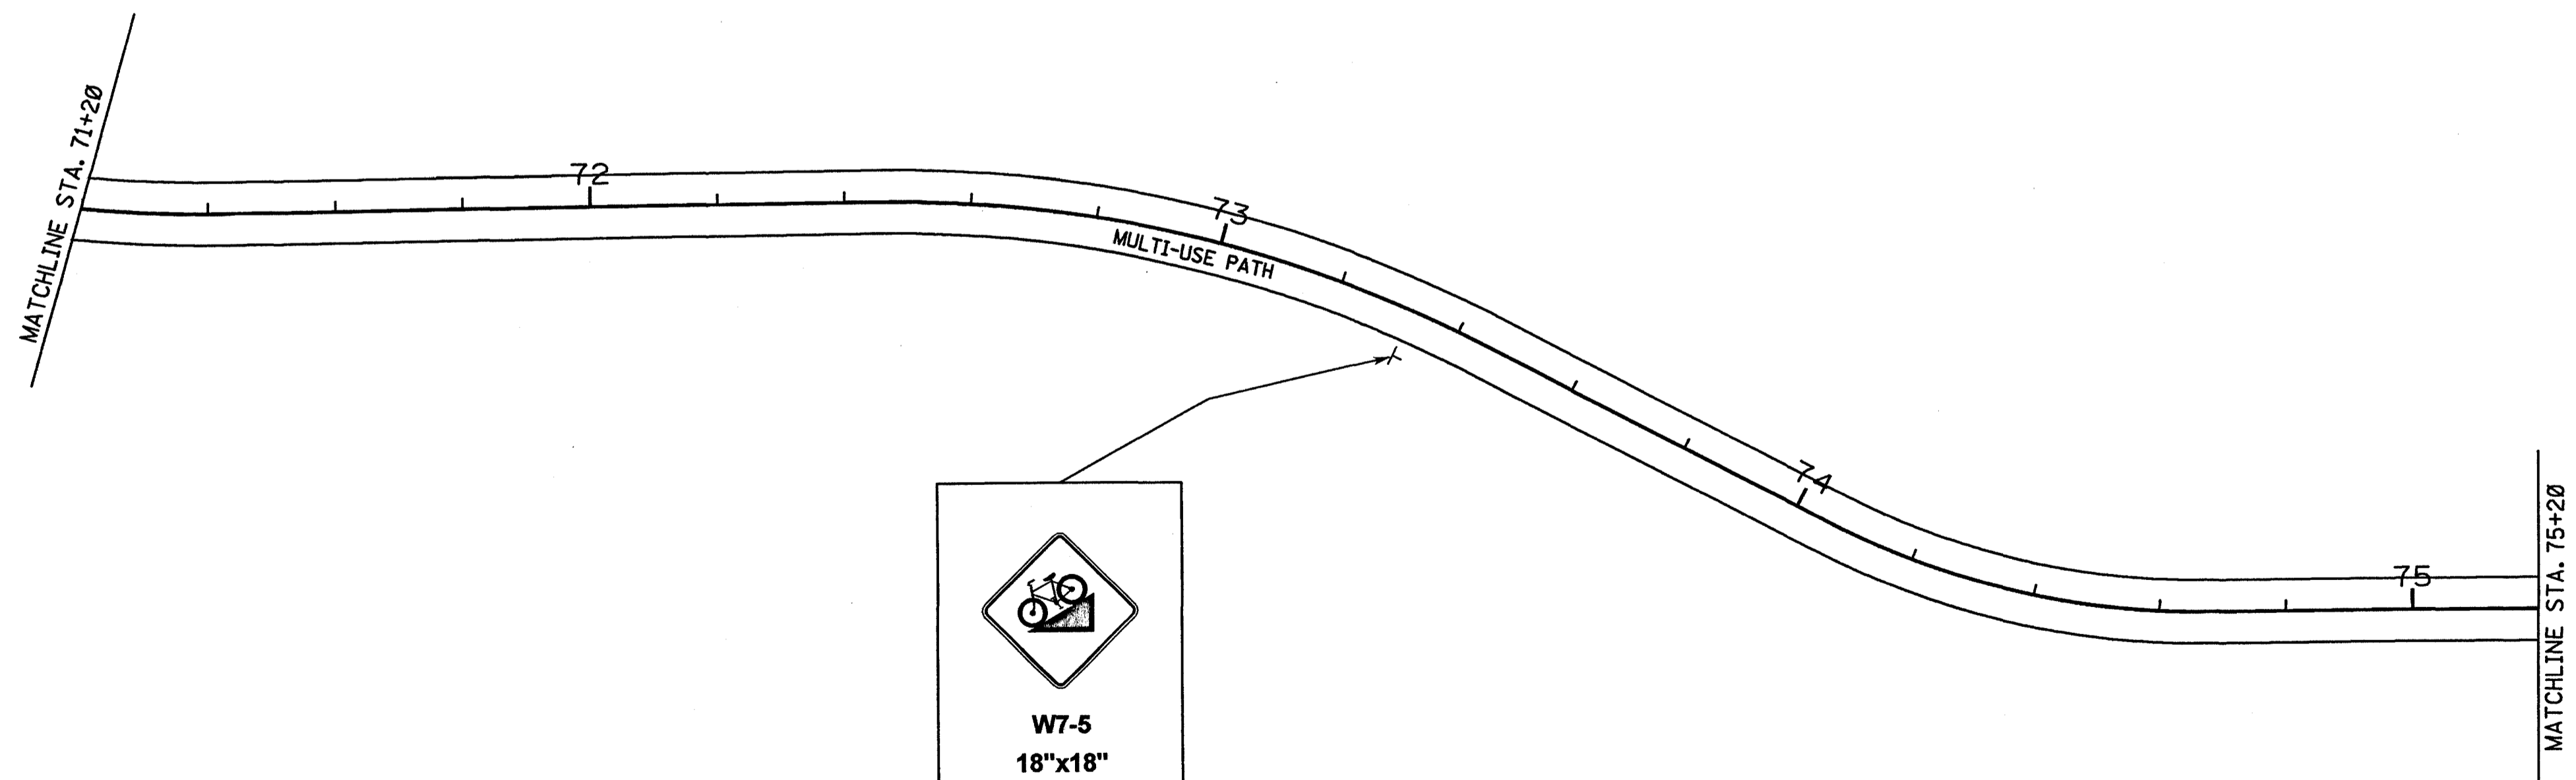 MATCHLINE STA. 71+20
72
73
MULTI-USE PATH
74
75
MATCHLINE STA. 75+20
W7-5
18"x18"